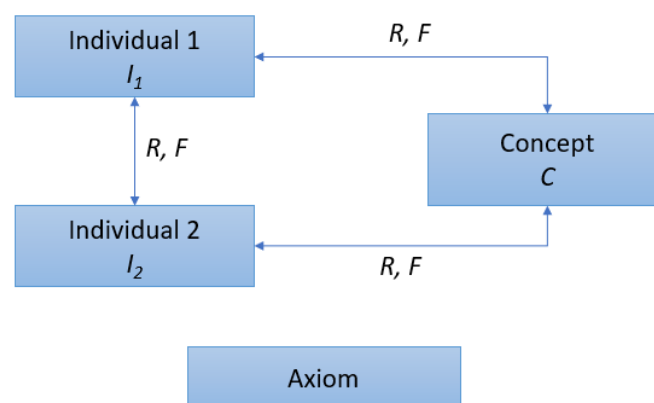 Individual 1
I₁
R, F
R, F
Concept
C
Individual 2
I₂
R, F
Axiom